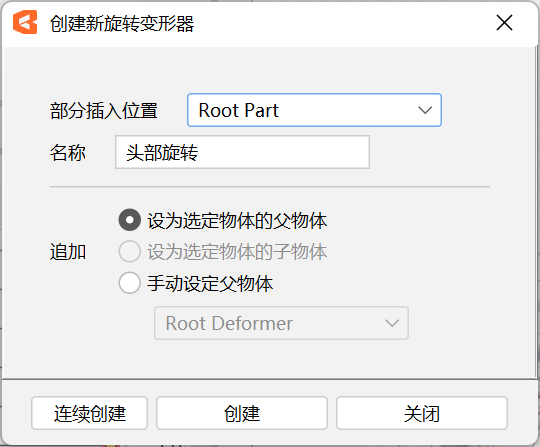 创建新旋转变形器
部分插入位置 Root Part
名称 头部旋转
设为选定物体的父物体
追加 设为选定物体的子物体
手动设定父物体
Root Deformer
连续创建 创建 关闭